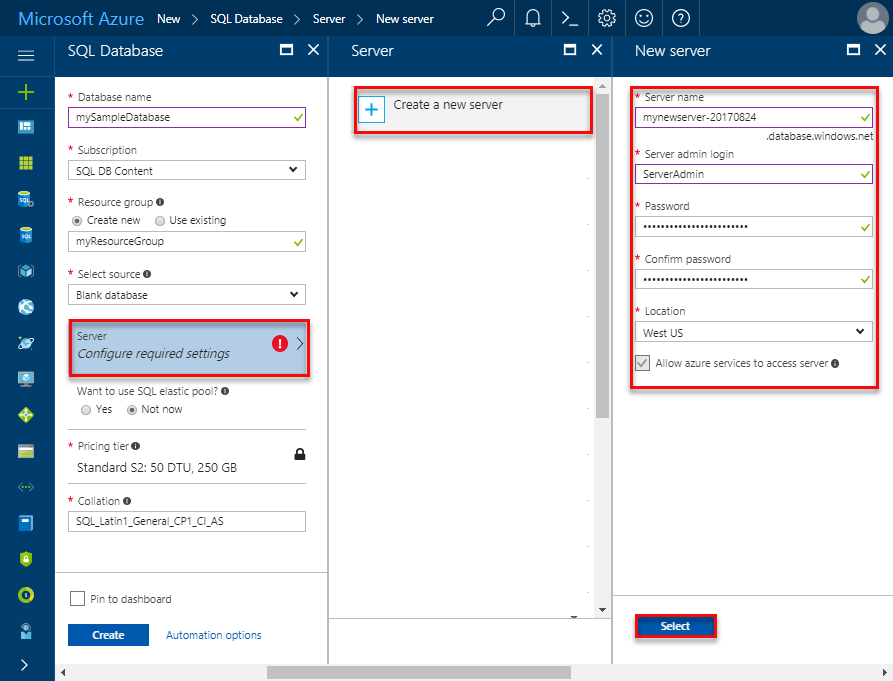 Microsoft Azure New > SQL Database > Server > New server
SQL Database
* Database name
mySampleDatabase
* Subscription
SQL DB Content
* Resource group
Create new Use existing
myResourceGroup
* Select source
Blank database
Server
Configure required settings
Want to use SQL elastic pool?
Yes Not now
* Pricing tier
Standard S2: 50 DTU, 250 GB
* Collation
SQL_Latin1_General_CP1_CI_AS
Pin to dashboard
Create Automation options
Server
Create a new server
New server
* Server name
mynewserver-20170824
.database.windows.net
* Server admin login
ServerAdmin
* Password
••••••••••••••••••••••••
* Confirm password
••••••••••••••••••••••••
* Location
West US
Allow azure services to access server
Select